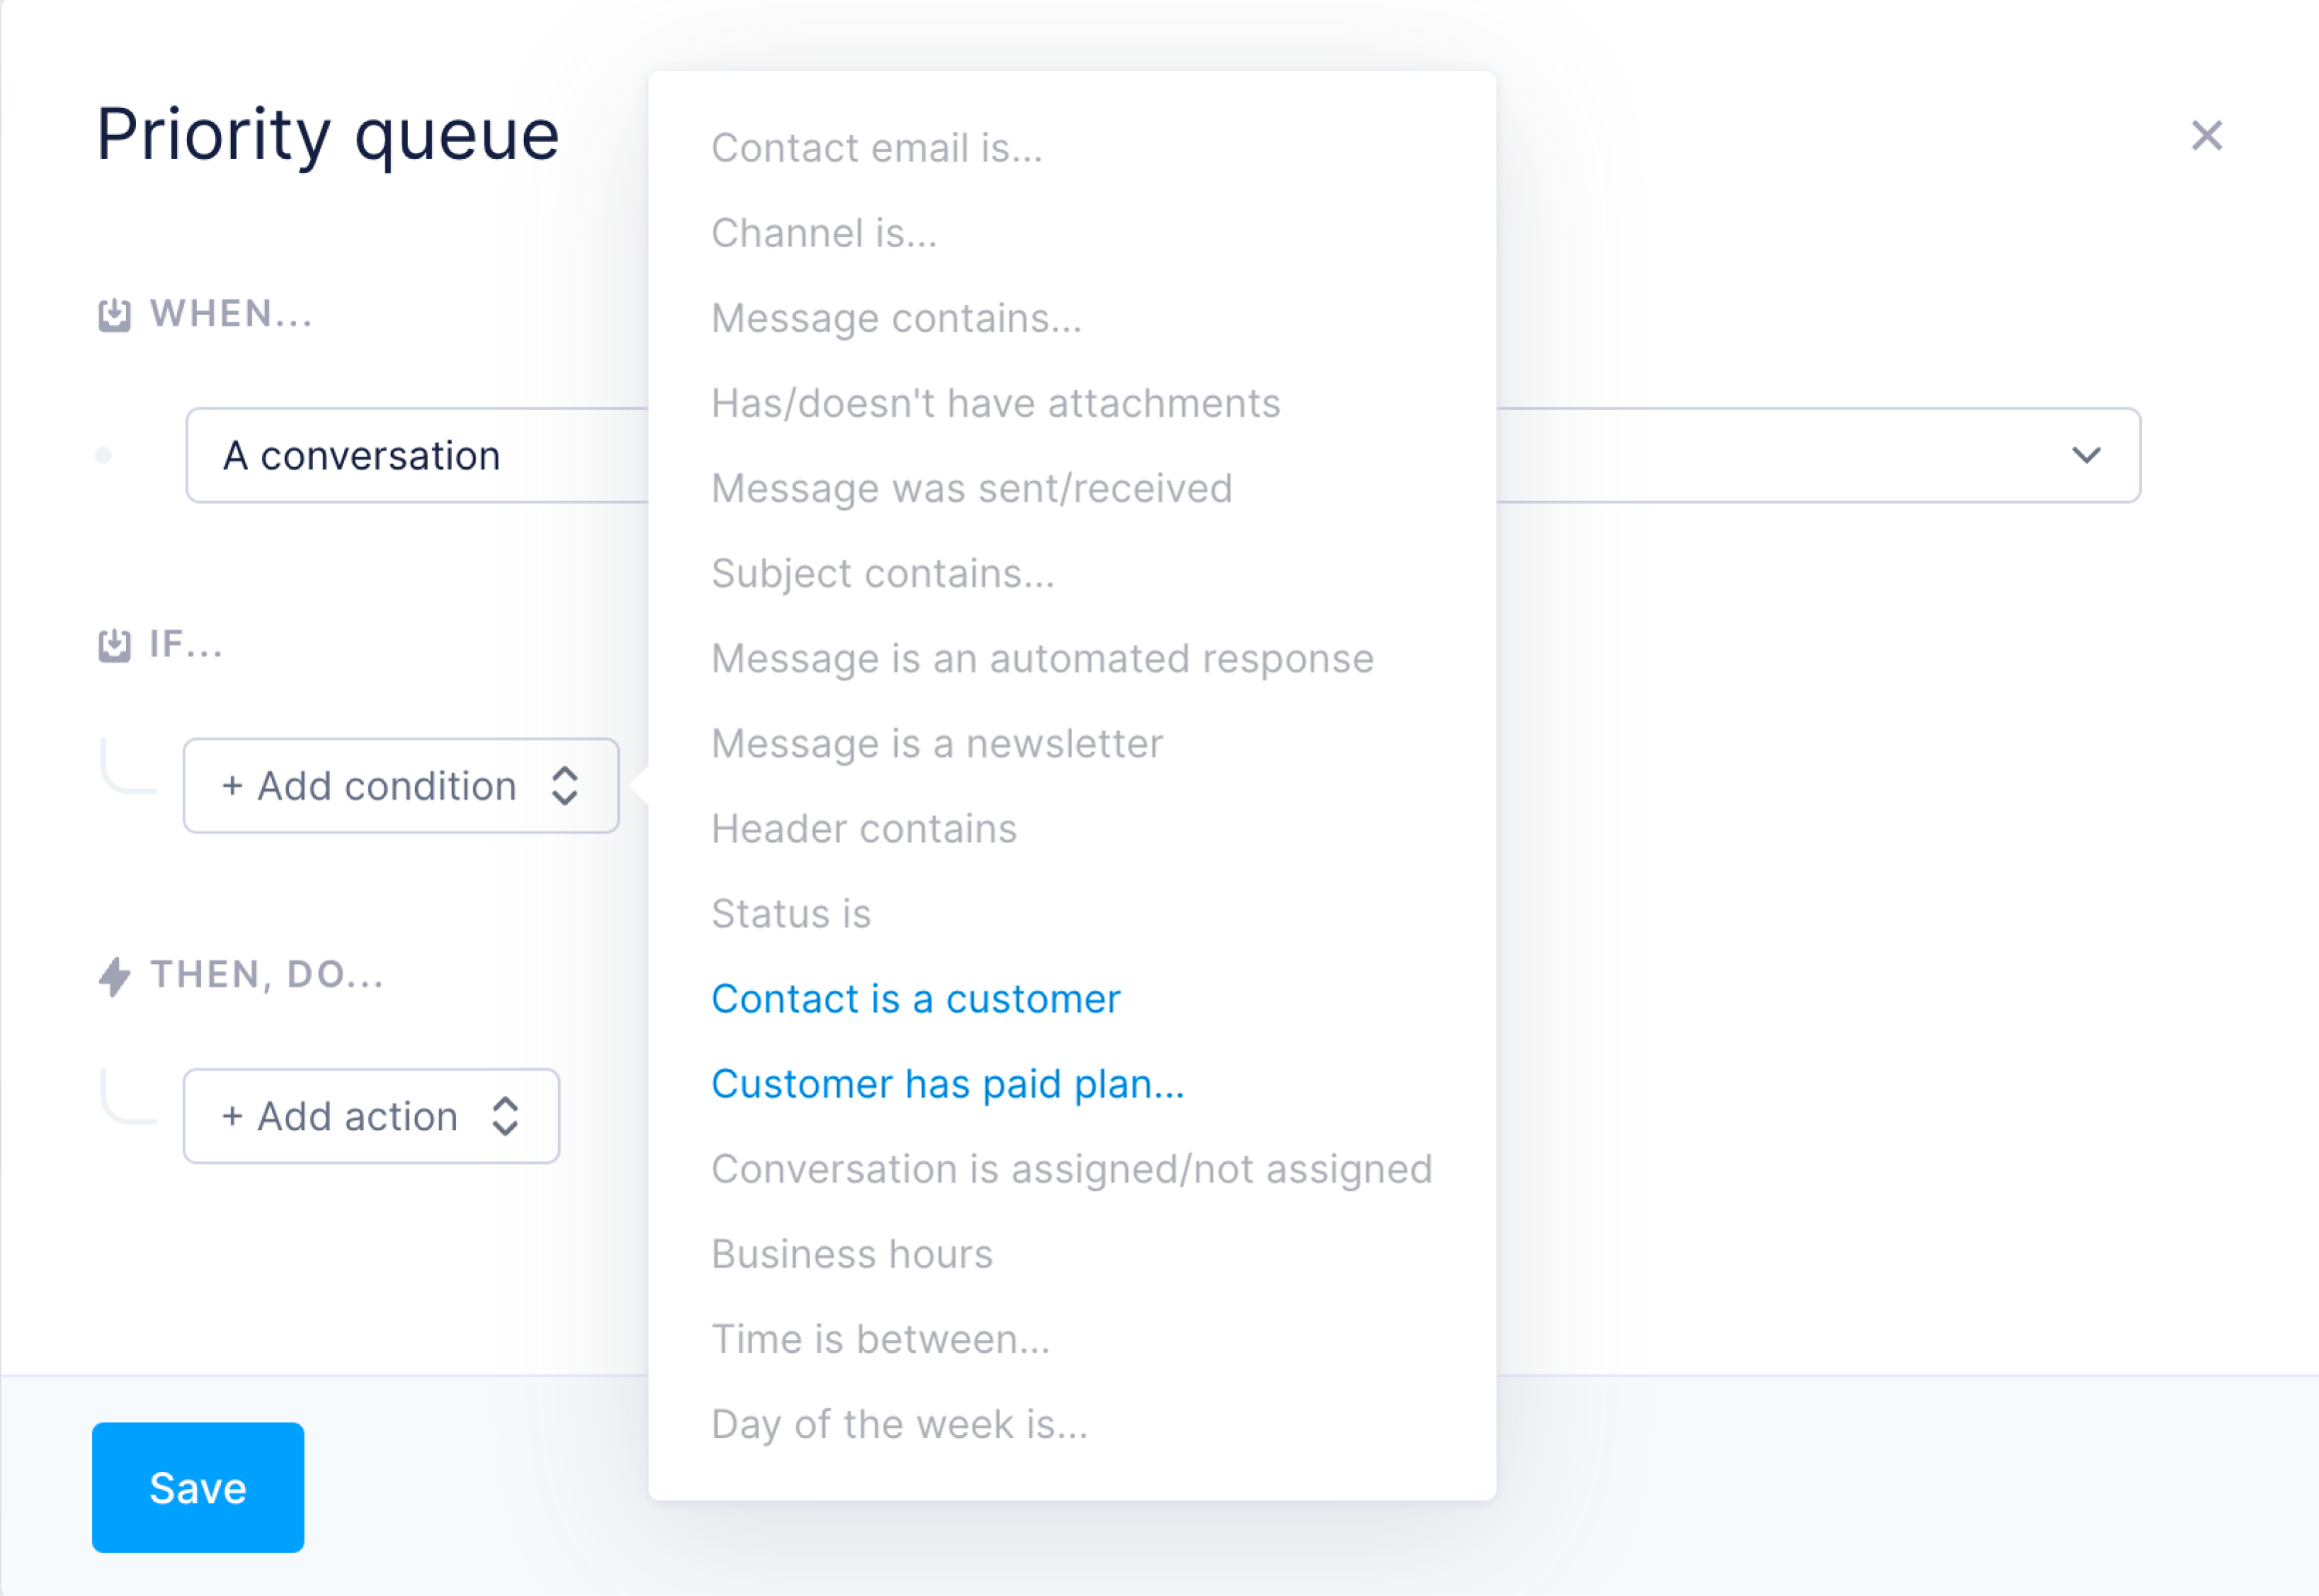 Priority queue
WHEN...
A conversation
IF...
+ Add condition
THEN, DO...
+ Add action
Save
Contact email is...
Channel is...
Message contains...
Has/doesn't have attachments
Message was sent/received
Subject contains...
Message is an automated response
Message is a newsletter
Header contains
Status is
Contact is a customer
Customer has paid plan...
Conversation is assigned/not assigned
Business hours
Time is between...
Day of the week is...